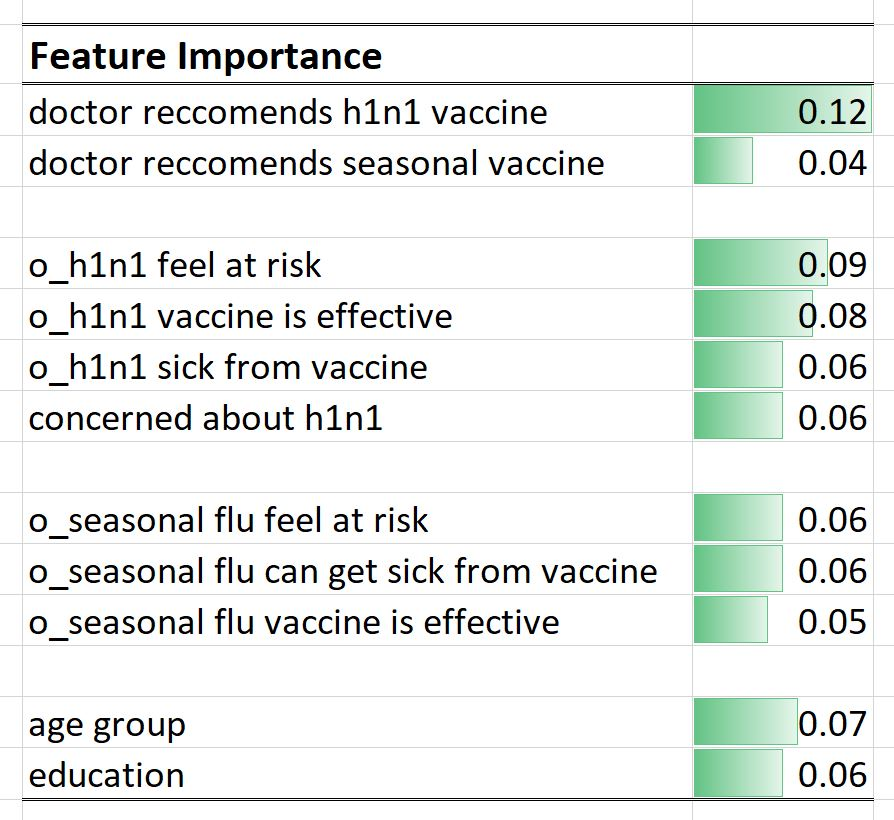 Feature Importance
doctor reccomends h1n1 vaccine 0.12
doctor reccomends seasonal vaccine 0.04
o_h1n1 feel at risk 0.09
o_h1n1 vaccine is effective 0.08
o_h1n1 sick from vaccine 0.06
concerned about h1n1 0.06
o_seasonal flu feel at risk 0.06
o_seasonal flu can get sick from vaccine 0.06
o_seasonal flu vaccine is effective 0.05
age group 0.07
education 0.06